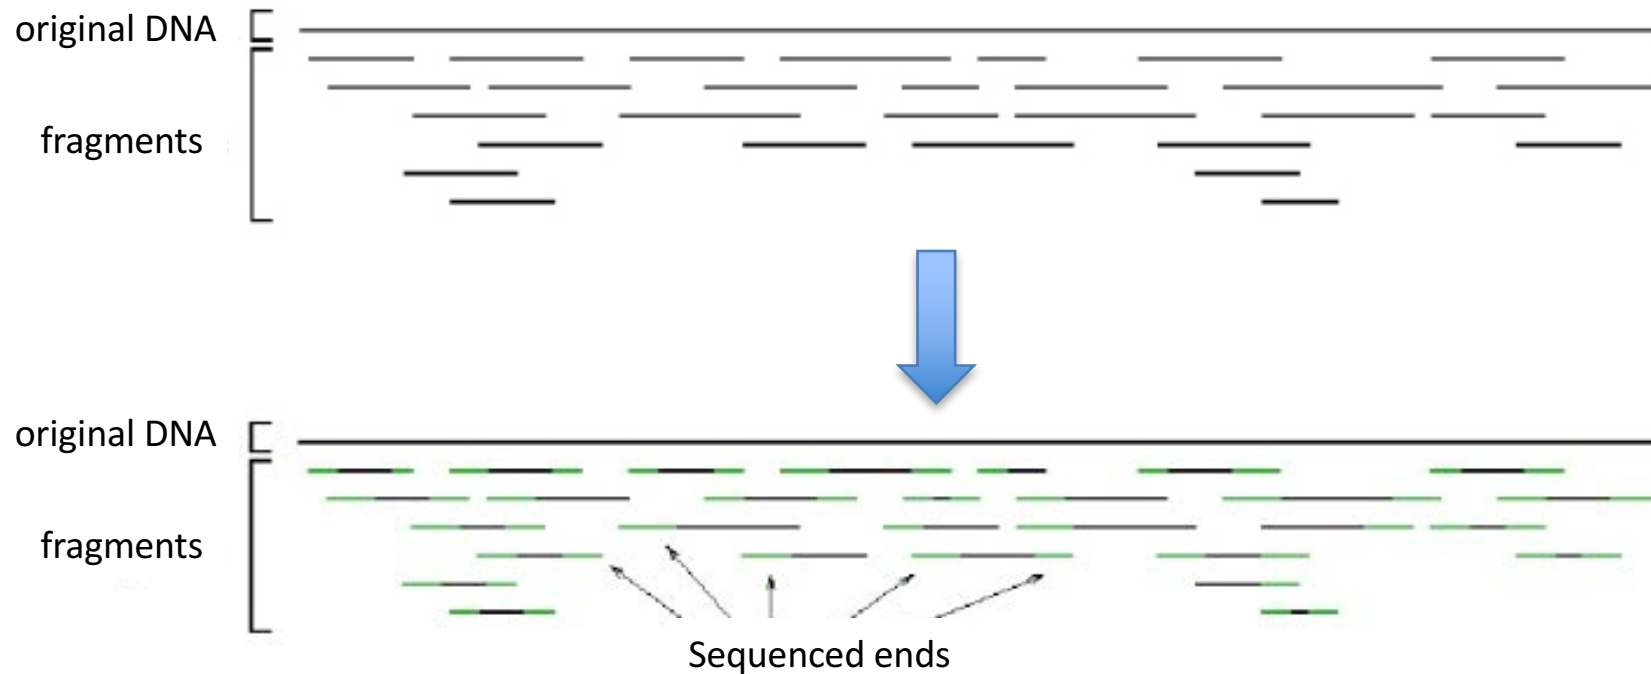 original DNA
fragments
original DNA
fragments
Sequenced ends